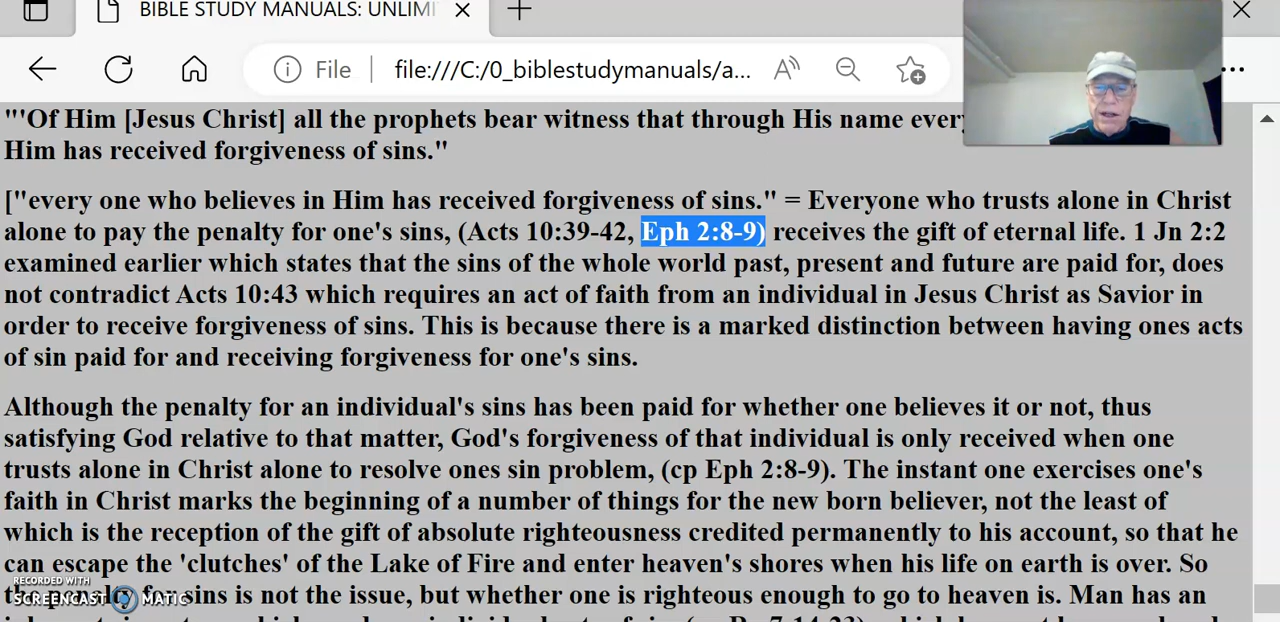 BIBLE STUDY MANUALS: UNLIMI
File
file:///C:/0_biblestudymanuals/a...
"'Of Him [Jesus Christ] all the prophets bear witness that through His name every
Him has received forgiveness of sins."
["every one who believes in Him has received forgiveness of sins." = Everyone who trusts alone in Christ
alone to pay the penalty for one's sins, (Acts 10:39-42, Eph 2:8-9) receives the gift of eternal life. 1 Jn 2:2
examined earlier which states that the sins of the whole world past, present and future are paid for, does
not contradict Acts 10:43 which requires an act of faith from an individual in Jesus Christ as Savior in
order to receive forgiveness of sins. This is because there is a marked distinction between having ones acts
of sin paid for and receiving forgiveness for one's sins.
Although the penalty for an individual's sins has been paid for whether one believes it or not, thus
satisfying God relative to that matter, God's forgiveness of that individual is only received when one
trusts alone in Christ alone to resolve ones sin problem, (cp Eph 2:8-9). The instant one exercises one's
faith in Christ marks the beginning of a number of things for the new born believer, not the least of
which is the reception of the gift of absolute righteousness credited permanently to his account, so that he
can escape the 'clutches' of the Lake of Fire and enter heaven's shores when his life on earth is over. So
RECORDED WITH
SCREENCAST MATIC
sins is not the issue, but whether one is righteous enough to go to heaven is. Man has an